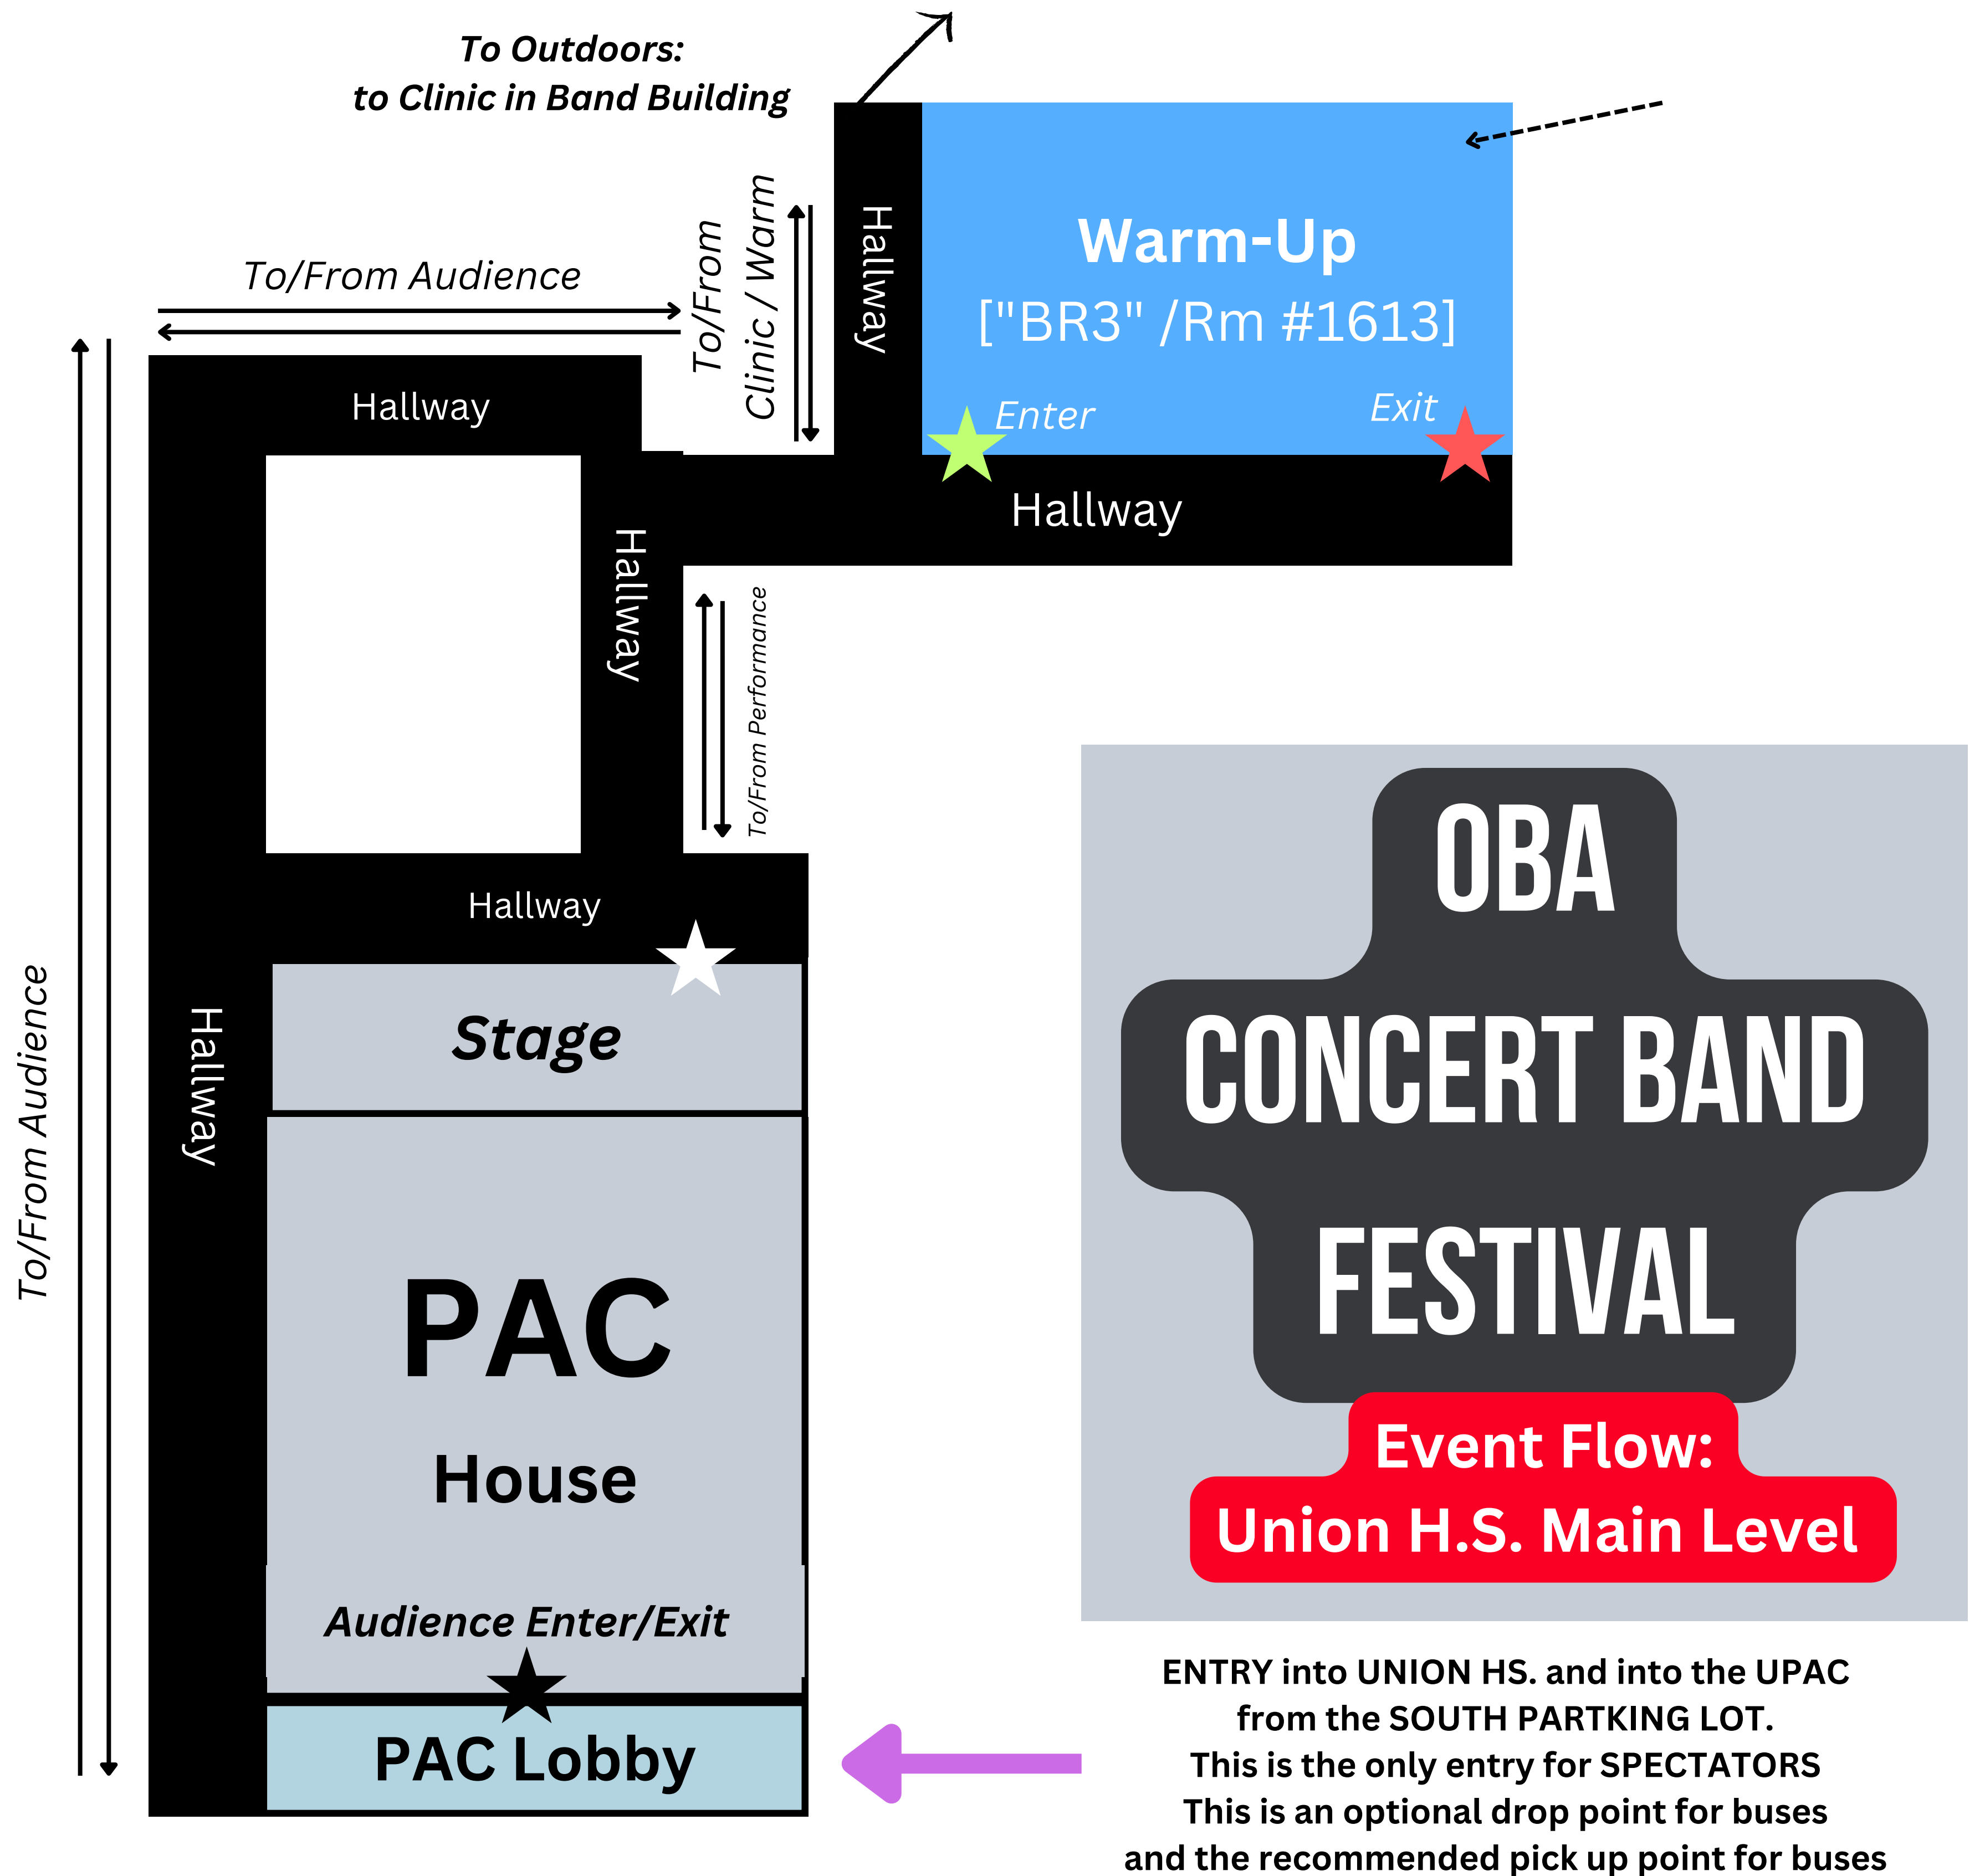 To Outdoors:
to Clinic in Band Building
To/From Audience
To/From
Clinic / Warm
Hallway
Warm-Up
["BR3" /Rm #1613]
Enter
Exit
Hallway
Hallway
Hallway
To/From Performance
Hallway
To/From Audience
Hallway
Stage
PAC
House
Audience Enter/Exit
PAC Lobby
OBA
CONCERT BAND
FESTIVAL
Event Flow:
Union H.S. Main Level
ENTRY into UNION HS. and into the UPAC
from the SOUTH PARTKING LOT.
This is the only entry for SPECTATORS
This is an optional drop point for buses
and the recommended pick up point for buses